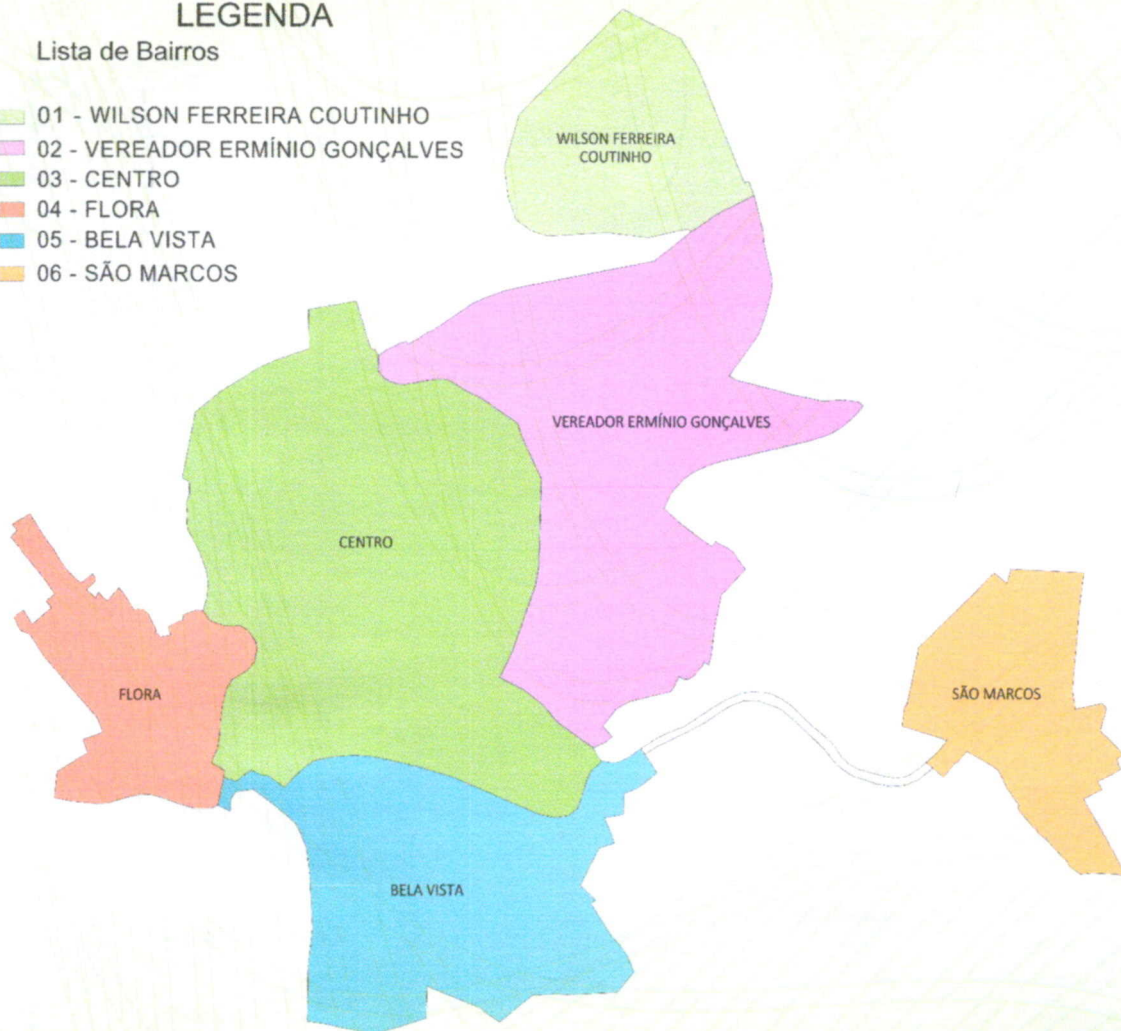 LEGENDA
Lista de Bairros
01 - WILSON FERREIRA COUTINHO
02 - VEREADOR ERMÍNIO GONÇALVES
03 - CENTRO
04 - FLORA
05 - BELA VISTA
06 - SÃO MARCOS
WILSON FERREIRA
COUTINHO
VEREADOR ERMÍNIO GONÇALVES
CENTRO
FLORA
SÃO MARCOS
BELA VISTA